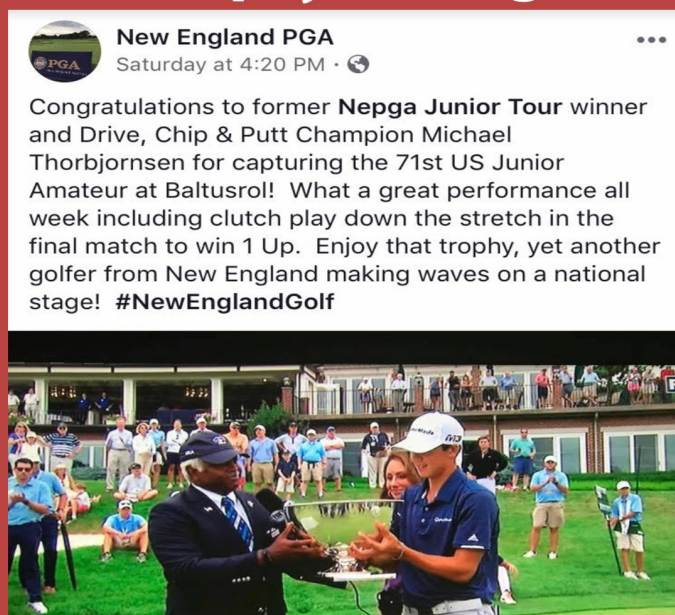 New England PGA
Saturday at 4:20 PM ·
PGA
Congratulations to former Nepga Junior Tour winner
and Drive, Chip & Putt Champion Michael
Thorbjornsen for capturing the 71st US Junior
Amateur at Baltusrol!  What a great performance all
week including clutch play down the stretch in the
final match to win 1 Up.  Enjoy that trophy, yet another
golfer from New England making waves on a national
stage!  #NewEnglandGolf